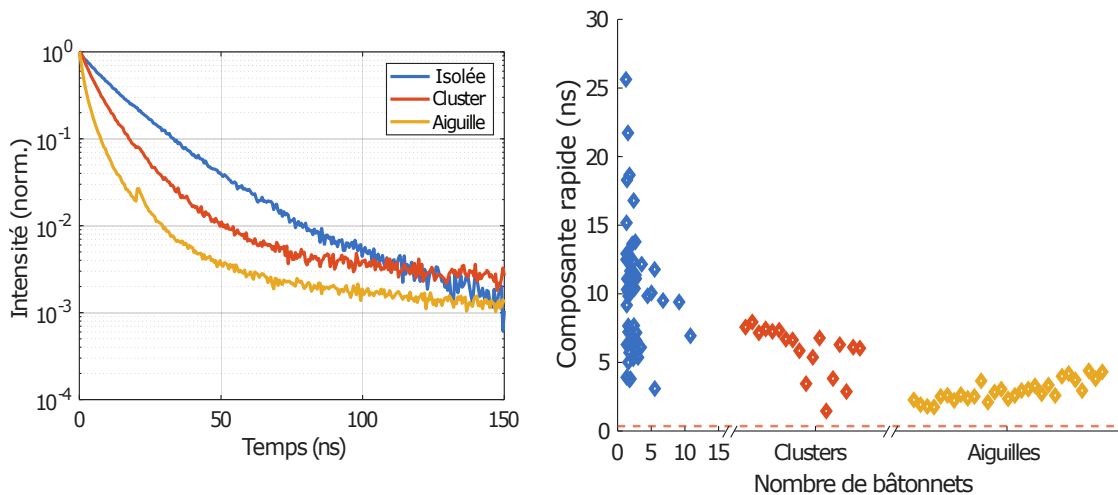 Intensité (norm.)
10^0
10^-1
10^-2
10^-3
10^-4
Isolée
Cluster
Aiguille
0
50
100
150
Temps (ns)
Composante rapide (ns)
30
25
20
15
10
5
0
0 5 10 15 Clusters Aiguilles
Nombre de bâtonnets